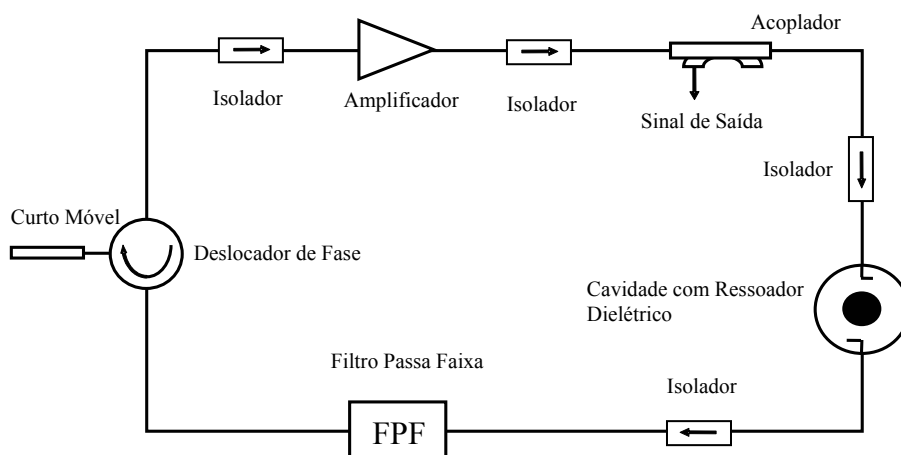 Acoplador
Isolador
Amplificador
Isolador
Sinal de Saída
Isolador
Curto Móvel
Deslocador de Fase
Cavidade com Ressoador
Dielétrico
Filtro Passa Faixa
Isolador
FPF